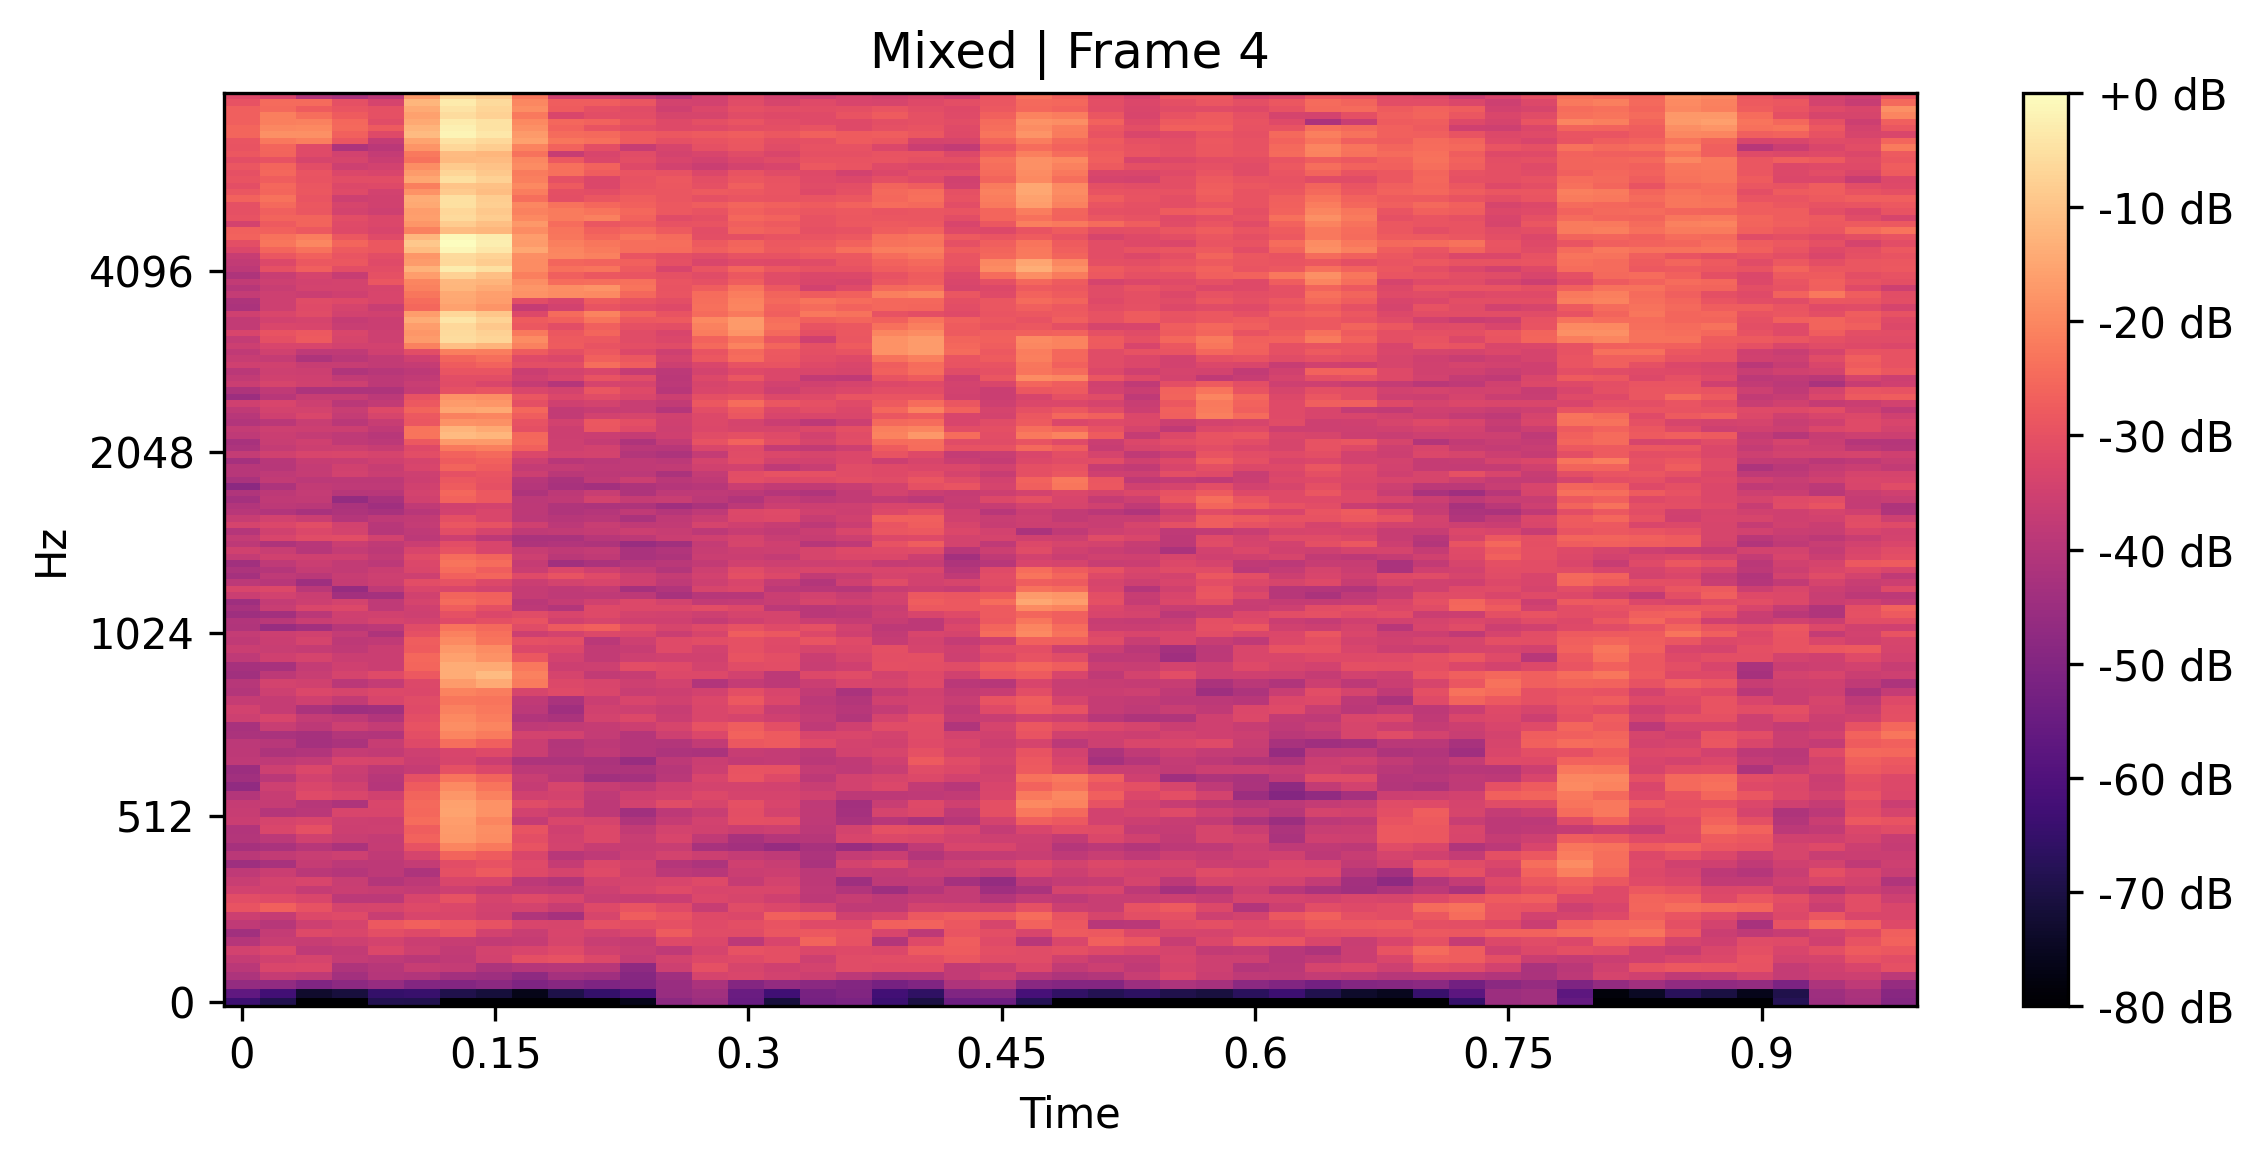 Mixed | Frame 4
Hz
4096
2048
1024
512
0
0 0.15 0.3 0.45 0.6 0.75 0.9
Time
+0 dB
-10 dB
-20 dB
-30 dB
-40 dB
-50 dB
-60 dB
-70 dB
-80 dB